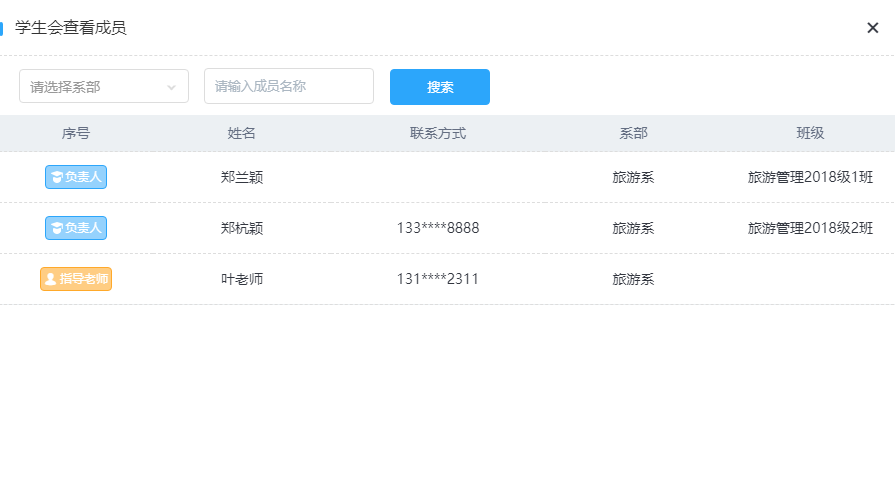 学生会查看成员
请选择系部 请输入成员名称 搜索
序号 姓名 联系方式 系部 班级
负责人 郑兰颖 旅游系 旅游管理2018级1班
负责人 郑杭颖 133****8888 旅游系 旅游管理2018级2班
指导老师 叶老师 131****2311 旅游系